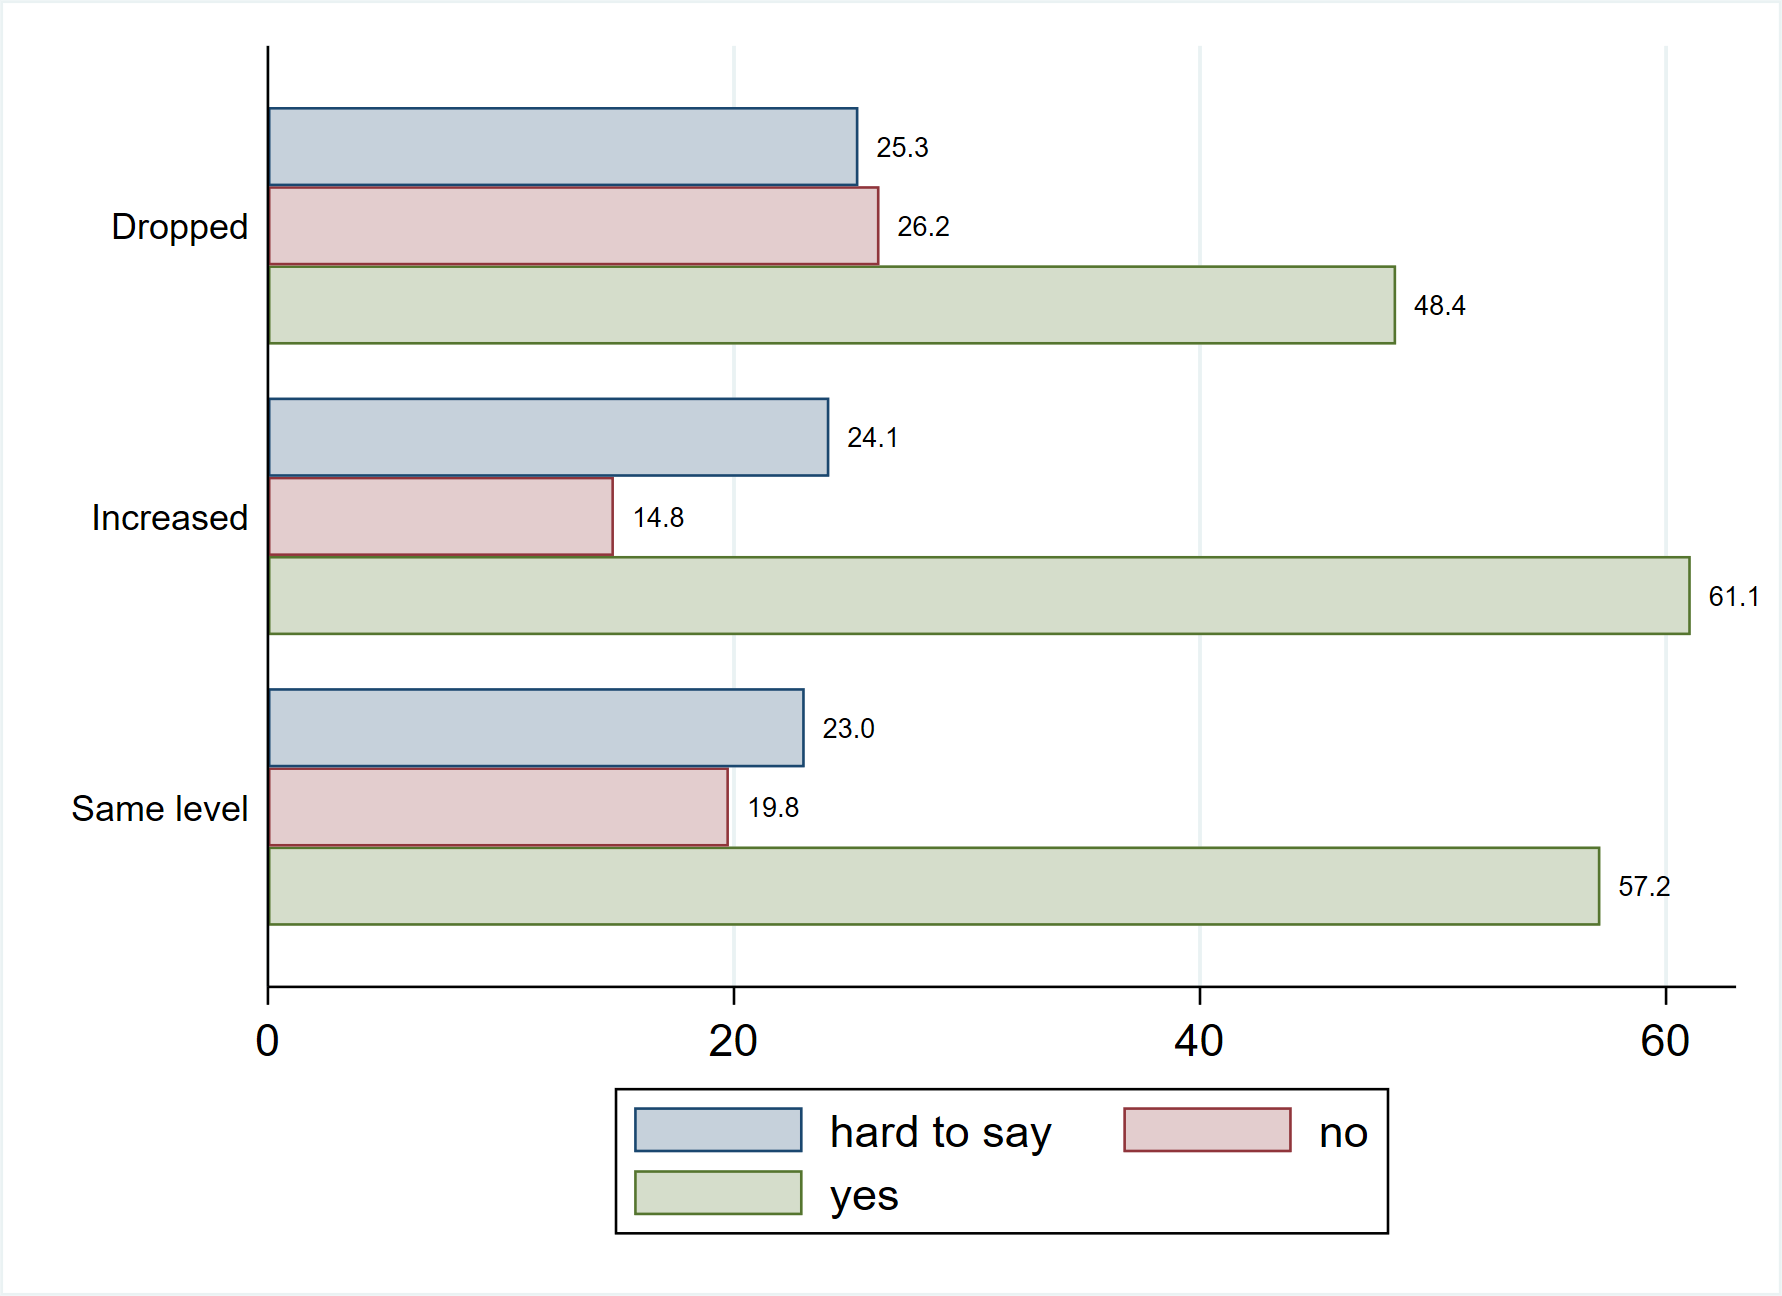 25.3
Dropped 26.2
48.4
24.1
Increased 14.8
61.1
23.0
Same level 19.8
57.2
0 20 40 60
hard to say no
yes